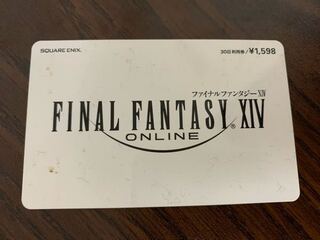 SQUARE ENIX.
30日利用券/¥1,598
ファイナルファンタジーXIV
FINAL FANTASY® XIV
ONLINE